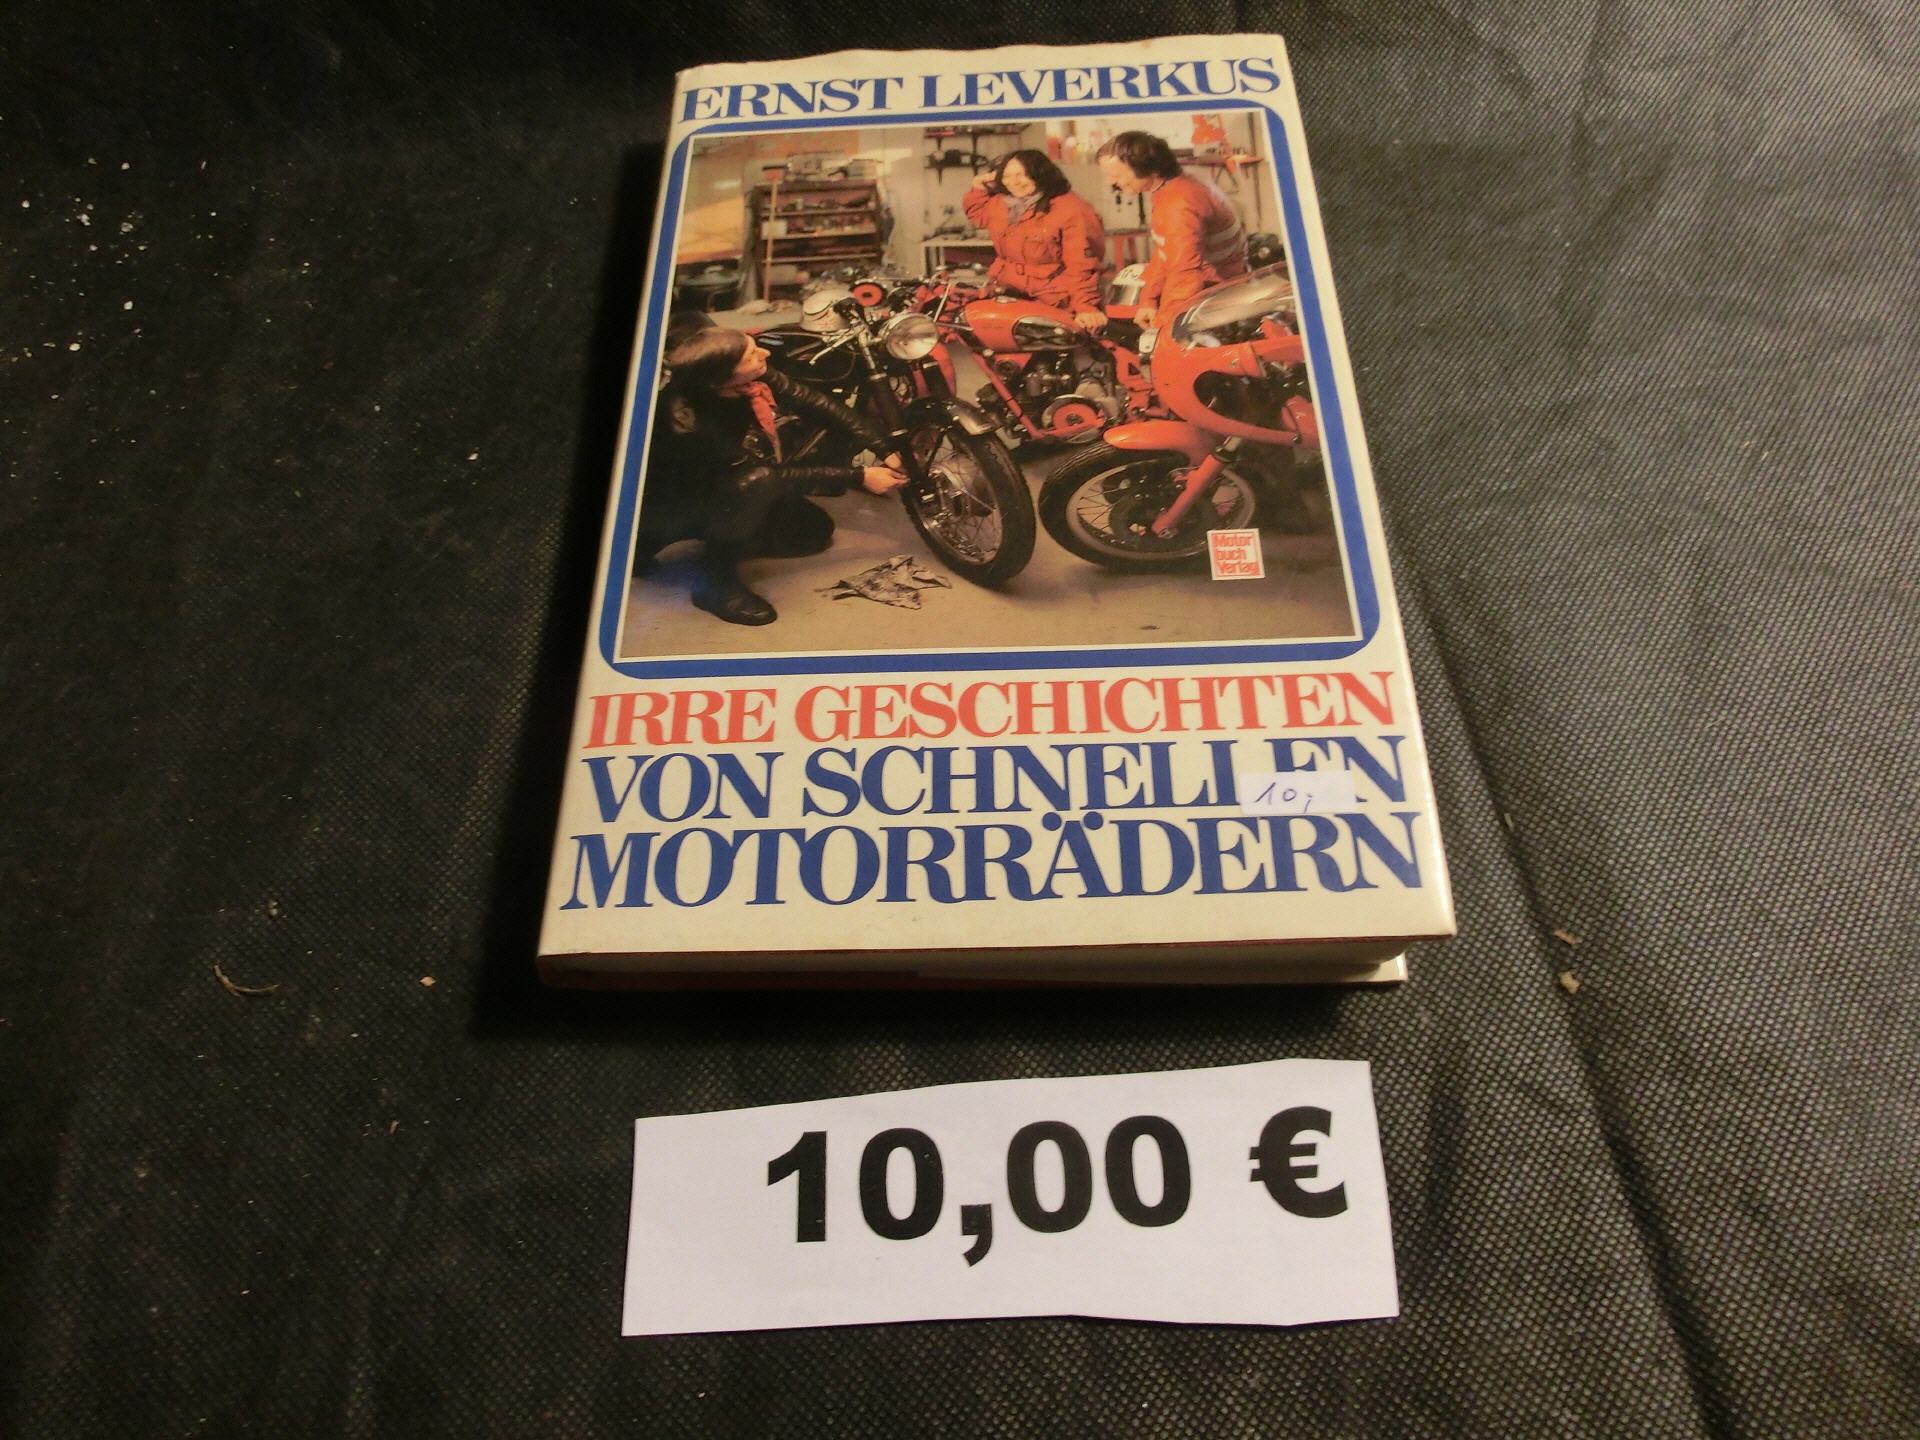 ERNST LEVERKUS
Motor
buch
Verlag
IRRE GESCHICHTEN
VON SCHNELLEN
10,-
MOTORRÄDERN
10,00 €